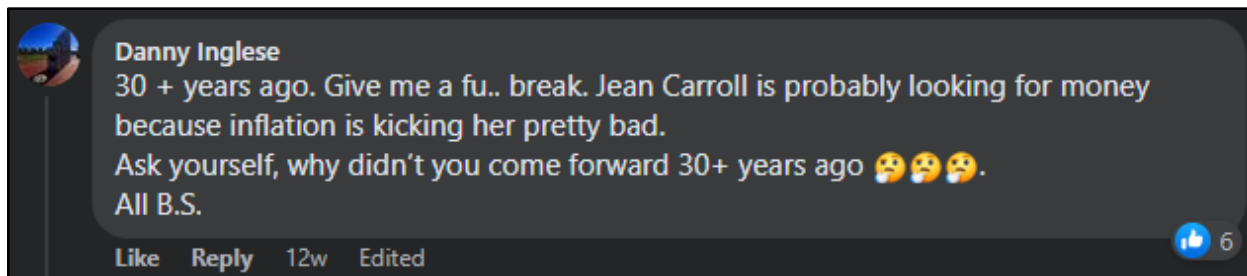 Danny Inglese
30 + years ago. Give me a fu.. break. Jean Carroll is probably looking for money
because inflation is kicking her pretty bad.
Ask yourself, why didn't you come forward 30+ years ago 🤔🤔🤔.
All B.S.
Like Reply 12w Edited
6